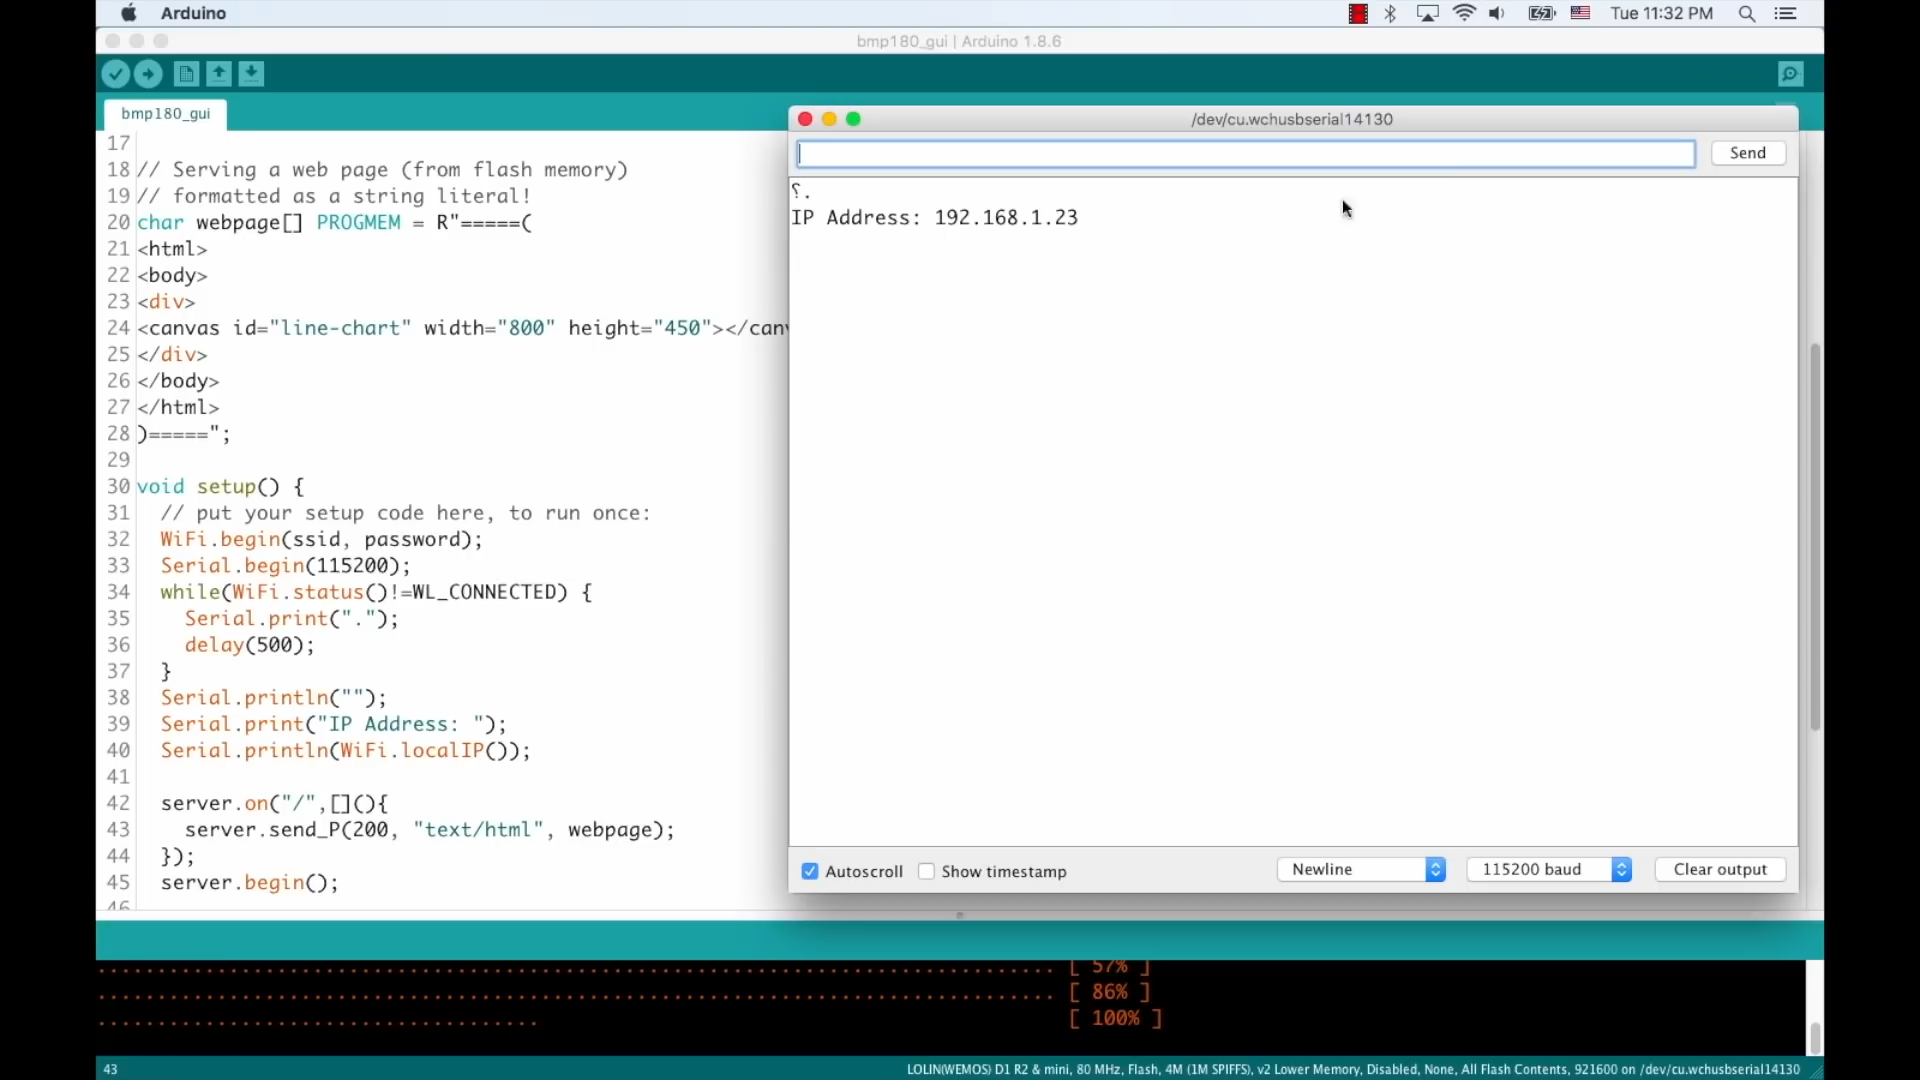 Arduino
Tue 11:32 PM
bmp180_gui | Arduino 1.8.6
bmp180_gui
17
18 // Serving a web page (from flash memory)
19 // formatted as a string literal!
20 char webpage[] PROGMEM = R"=====(
21 <html>
22 <body>
23 <div>
24 <canvas id="line-chart" width="800" height="450"></can
25 </div>
26 </body>
27 </html>
28 )=====";
29
30 void setup() {
31 // put your setup code here, to run once:
32 WiFi.begin(ssid, password);
33 Serial.begin(115200);
34 while(WiFi.status()!=WL_CONNECTED) {
35 Serial.print(".");
36 delay(500);
37 }
38 Serial.println("");
39 Serial.print("IP Address: ");
40 Serial.println(WiFi.localIP());
41
42 server.on("/",[](){
43 server.send_P(200, "text/html", webpage);
44 });
45 server.begin();
46
/dev/cu.wchusbserial14130
Send
⸮.
IP Address: 192.168.1.23
Autoscroll
Show timestamp
Newline
115200 baud
Clear output
................................................................................ [ 57% ]
................................................................................ [ 86% ]
..................................... [ 100% ]
43
LOLIN(WEMOS) D1 R2 & mini, 80 MHz, Flash, 4M (1M SPIFFS), v2 Lower Memory, Disabled, None, All Flash Contents, 921600 on /dev/cu.wchusbserial14130